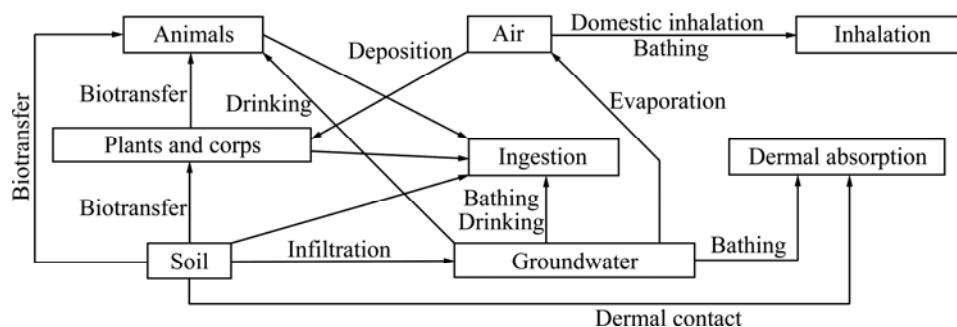 Animals
Air
Domestic inhalation
Bathing
Inhalation
Deposition
Biotransfer
Biotransfer
Drinking
Evaporation
Plants and corps
Ingestion
Dermal absorption
Biotransfer
Bathing
Drinking
Soil
Infiltration
Groundwater
Bathing
Dermal contact